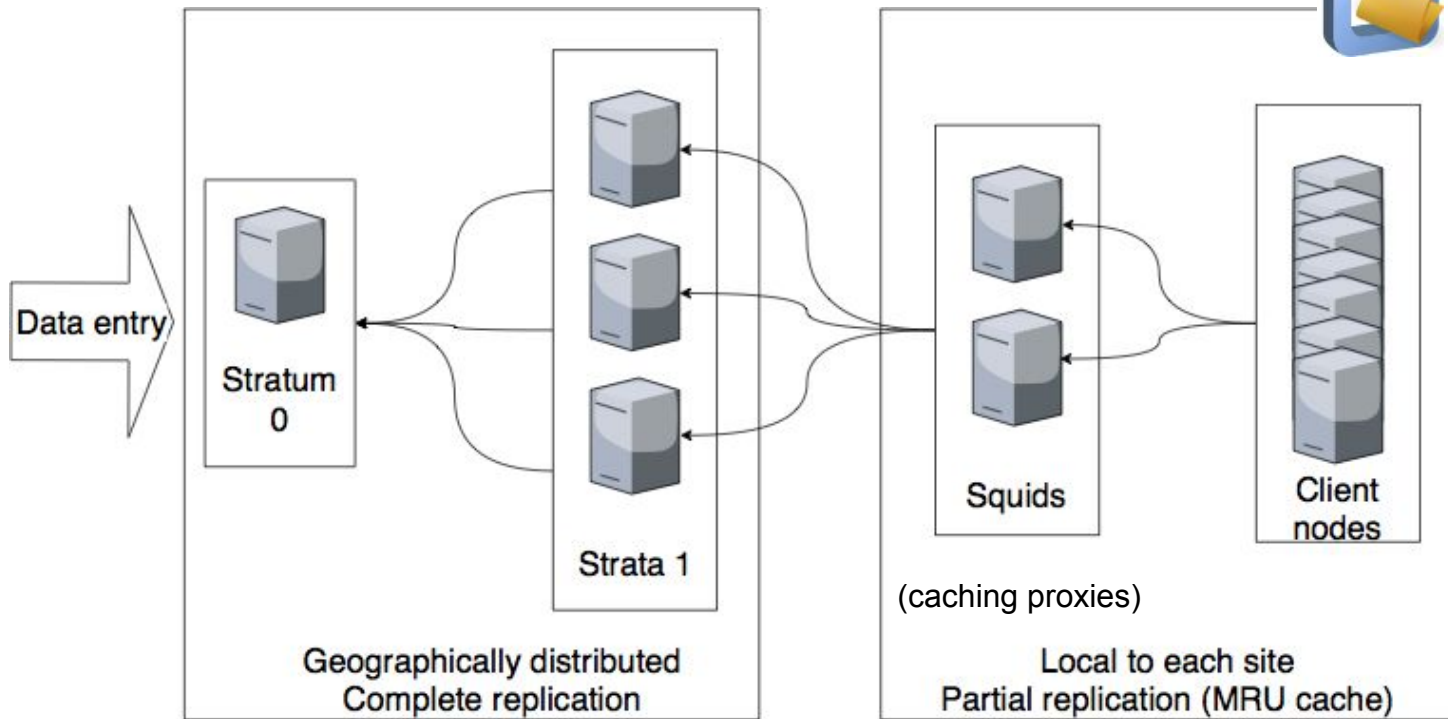 Data entry
Stratum
0
Strata 1
Geographically distributed
Complete replication
Squids
(caching proxies)
Client
nodes
Local to each site
Partial replication (MRU cache)